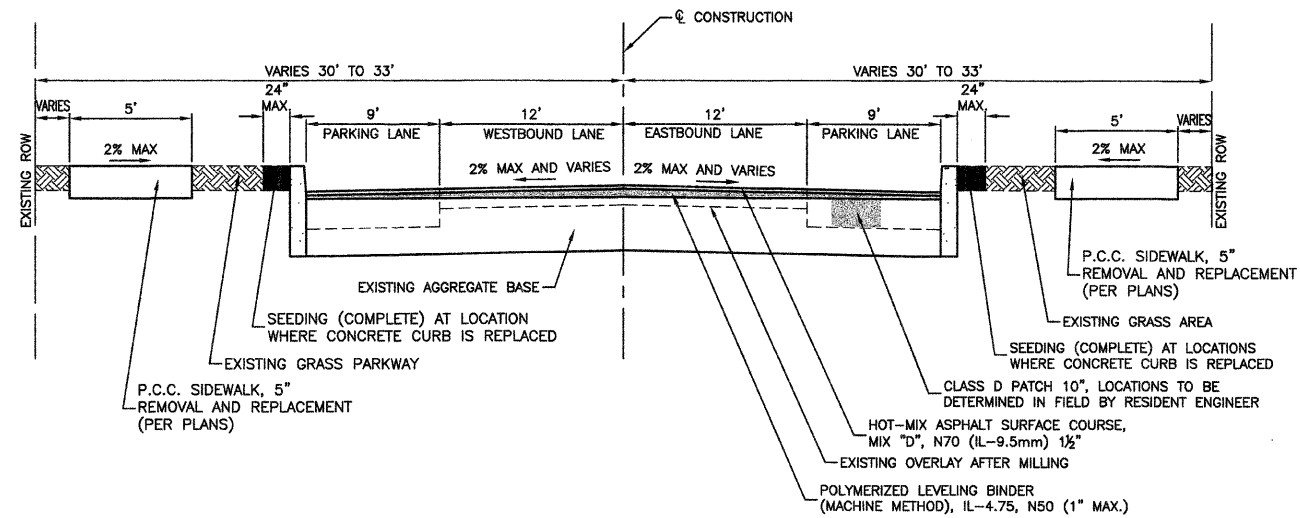 ℄ CONSTRUCTION
VARIES 30' TO 33'
VARIES 30' TO 33'
VARIES
5'
24"
MAX.
9'
12'
12'
9'
24"
MAX.
5'
VARIES
PARKING LANE
WESTBOUND LANE
EASTBOUND LANE
PARKING LANE
2% MAX
2% MAX AND VARIES
2% MAX AND VARIES
2% MAX
EXISTING ROW
EXISTING ROW
EXISTING AGGREGATE BASE
SEEDING (COMPLETE) AT LOCATION
WHERE CONCRETE CURB IS REPLACED
EXISTING GRASS PARKWAY
P.C.C. SIDEWALK, 5"
REMOVAL AND REPLACEMENT
(PER PLANS)
P.C.C. SIDEWALK, 5"
REMOVAL AND REPLACEMENT
(PER PLANS)
EXISTING GRASS AREA
SEEDING (COMPLETE) AT LOCATIONS
WHERE CONCRETE CURB IS REPLACED
CLASS D PATCH 10", LOCATIONS TO BE
DETERMINED IN FIELD BY RESIDENT ENGINEER
HOT-MIX ASPHALT SURFACE COURSE,
MIX "D", N70 (IL-9.5mm) 1½"
EXISTING OVERLAY AFTER MILLING
POLYMERIZED LEVELING BINDER
(MACHINE METHOD), IL-4.75, N50 (1" MAX.)